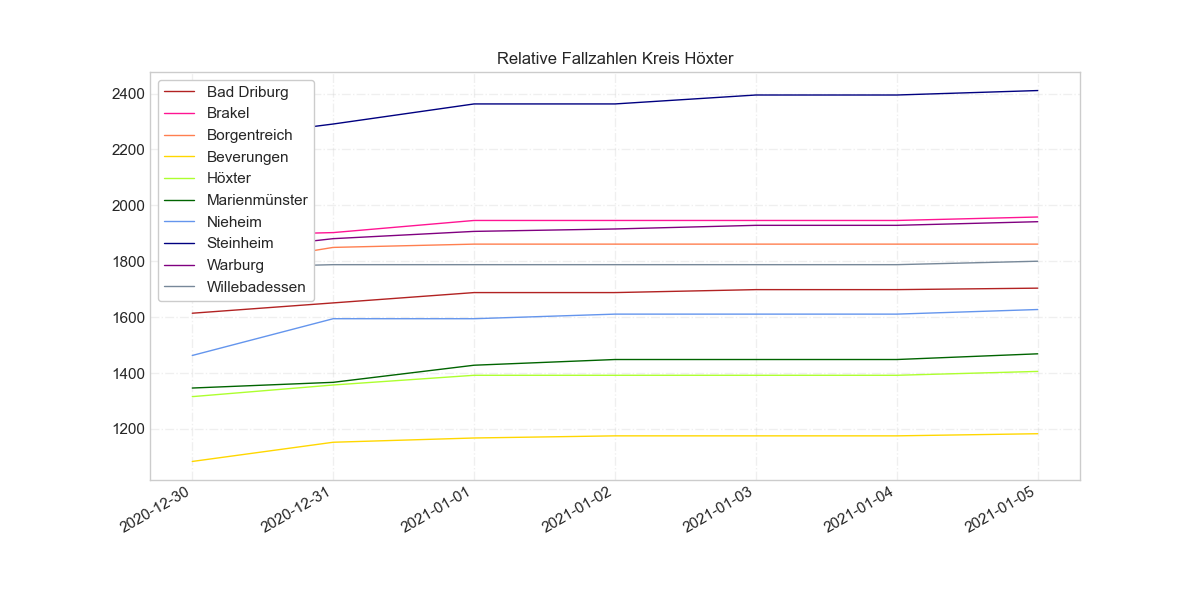 Relative Fallzahlen Kreis Höxter
2400
2200
2000
1800
1600
1400
1200
Bad Driburg
Brakel
Borgentreich
Beverungen
Höxter
Marienmünster
Nieheim
Steinheim
Warburg
Willebadessen
2020-12-30
2020-12-31
2021-01-01
2021-01-02
2021-01-03
2021-01-04
2021-01-05